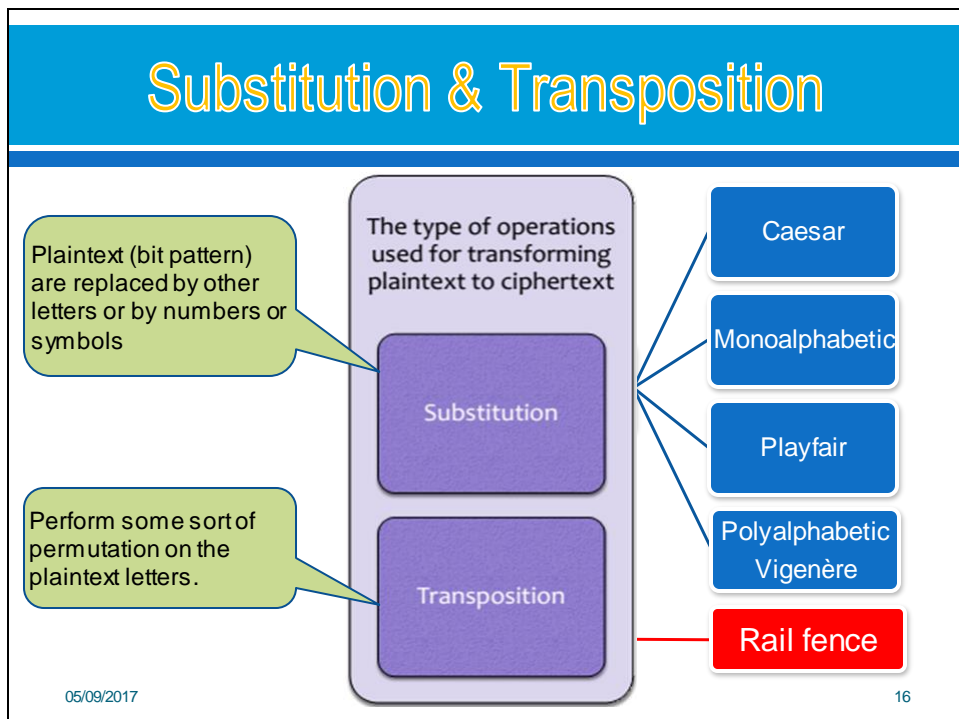 Substitution & Transposition
Plaintext (bit pattern)
are replaced by other
letters or by numbers or
symbols
Perform some sort of
permutation on the
plaintext letters.
The type of operations
used for transforming
plaintext to ciphertext
Substitution
Transposition
Caesar
Monoalphabetic
Playfair
Polyalphabetic
Vigenère
Rail fence
05/09/2017
16